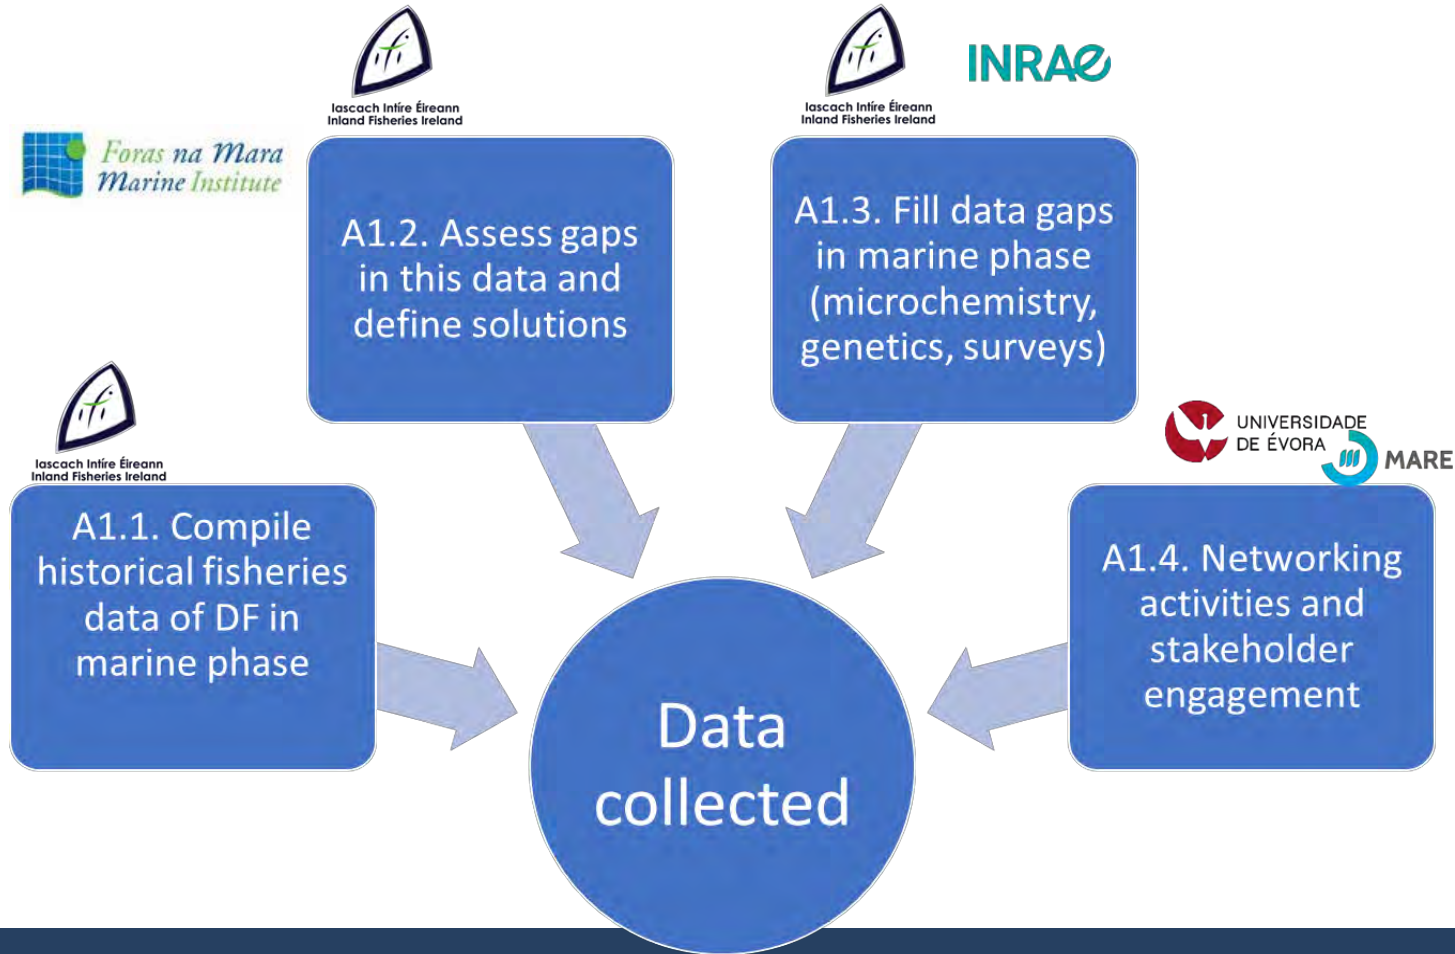 ifi
Iascach Intíre Éireann
Inland Fisheries Ireland
ifi
Iascach Intíre Éireann
Inland Fisheries Ireland
INRAE
Foras na Mara
Marine Institute
A1.2. Assess gaps
in this data and
define solutions
A1.3. Fill data gaps
in marine phase
(microchemistry,
genetics, surveys)
ifi
Iascach Intíre Éireann
Inland Fisheries Ireland
UNIVERSIDADE
DE ÉVORA
MARE
A1.1. Compile
historical fisheries
data of DF in
marine phase
A1.4. Networking
activities and
stakeholder
engagement
Data
collected